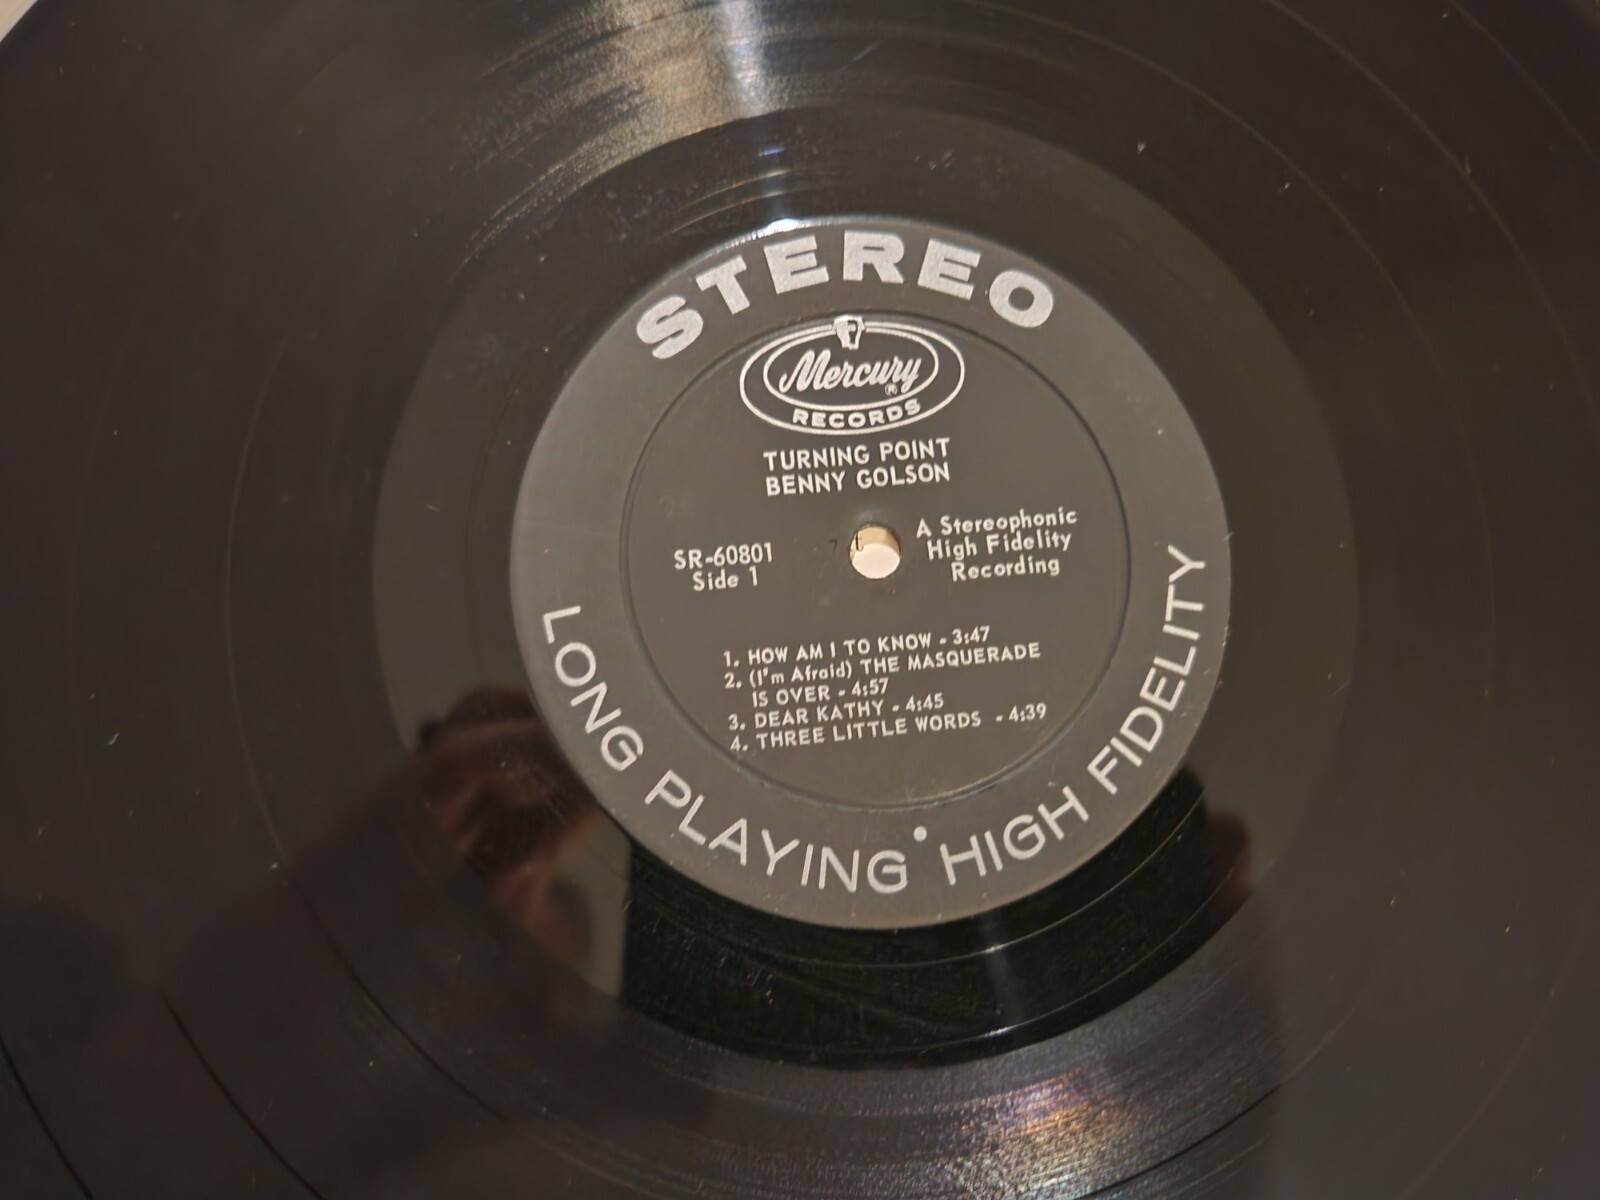 STEREO
Mercury
®
RECORDS
TURNING POINT
BENNY GOLSON
SR-60801
Side 1
A Stereophonic
High Fidelity
Recording
1. HOW AM I TO KNOW - 3:47
2. (I'm Afraid) THE MASQUERADE
IS OVER - 4:57
3. DEAR KATHY - 4:45
4. THREE LITTLE WORDS - 4:39
LONG PLAYING • HIGH FIDELITY